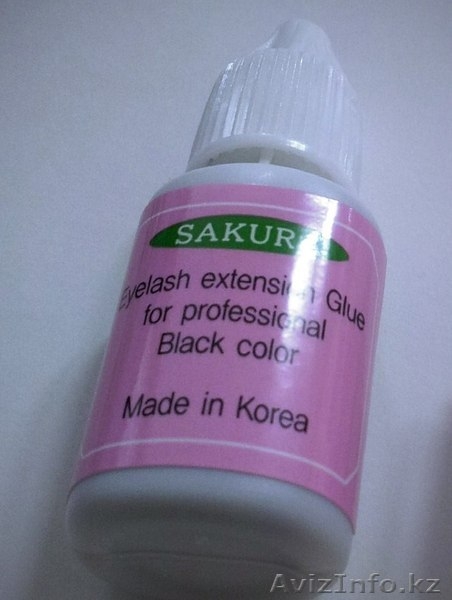 SAKURA
Eyelash extension Glue
for professional
Black color
Made in Korea
AvizInfo.kz